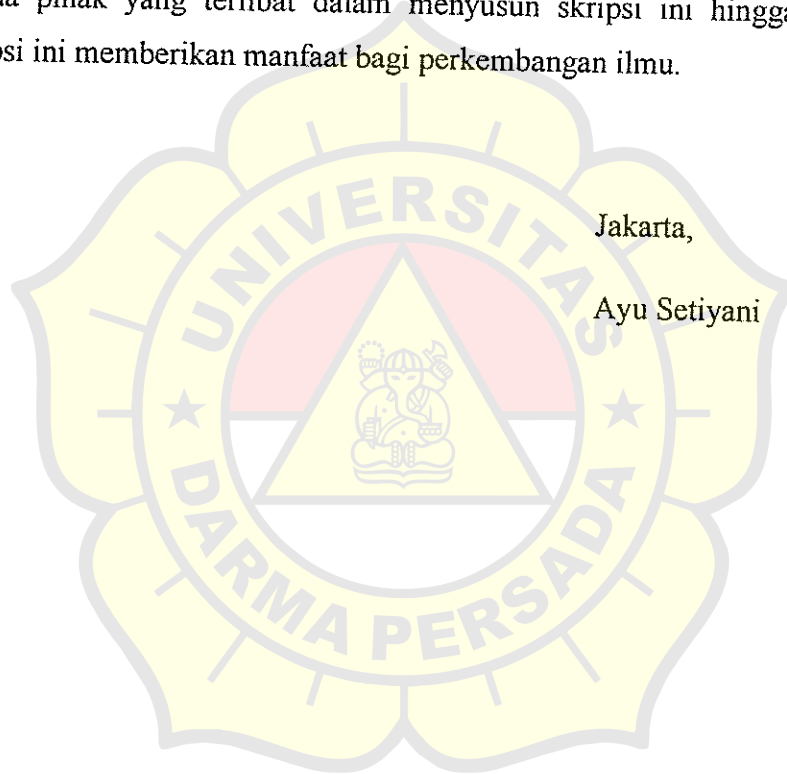 pihak yang terlibat dalam menyusun skripsi ini hingga
ini memberikan manfaat bagi perkembangan ilmu.
Jakarta,
Ayu Setiyani
UNIVERSITAS
DARMA PERSADA